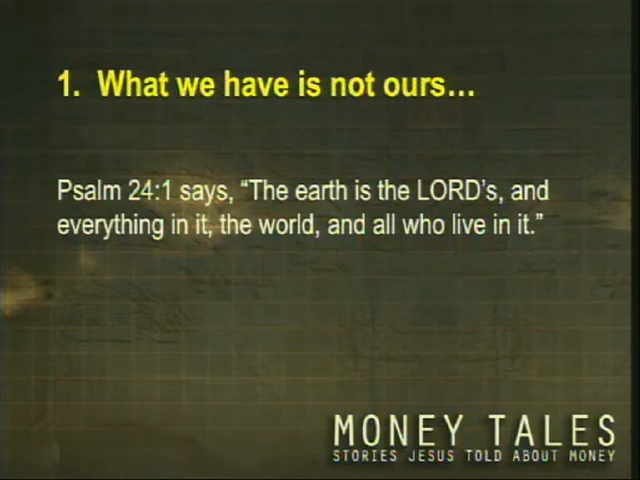 1. What we have is not ours…
Psalm 24:1 says, “The earth is the LORD’s, and
everything in it, the world, and all who live in it.”
MONEY TALES
STORIES JESUS TOLD ABOUT MONEY